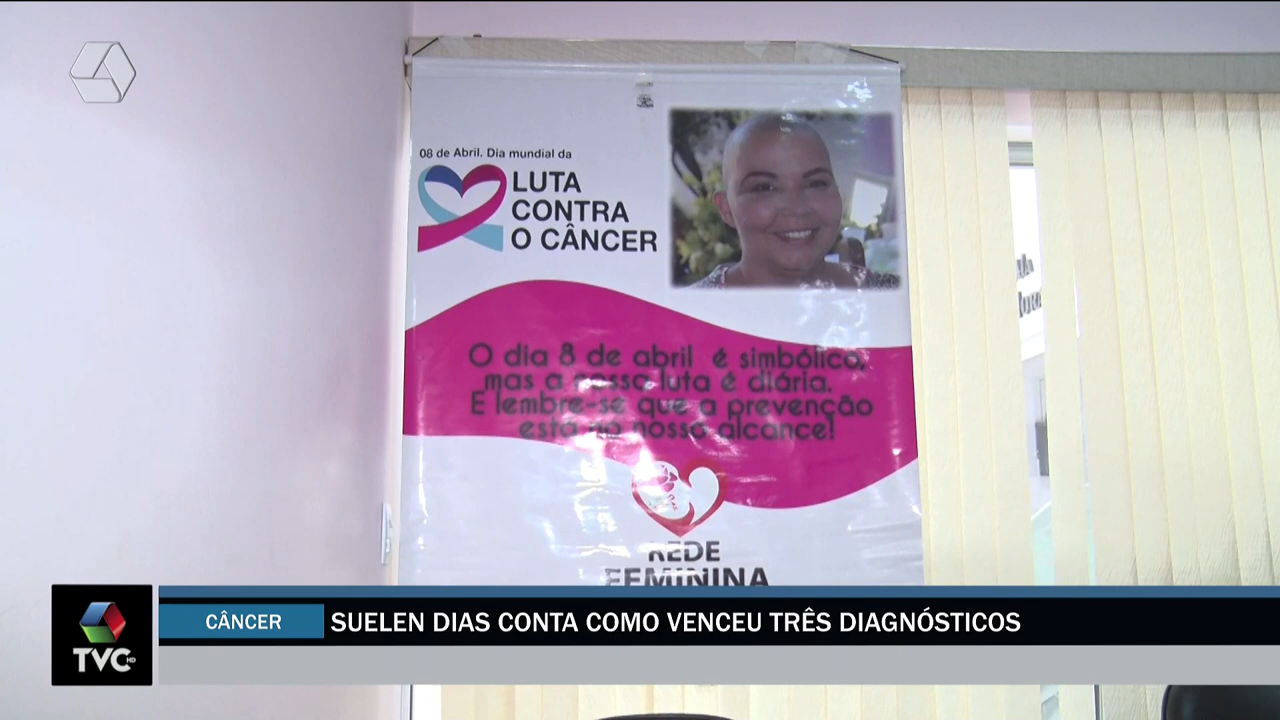 08 de Abril. Dia mundial da
LUTA
CONTRA
O CÂNCER
O dia 8 de abril é simbólico,
mas a nossa luta é diária.
E lembre-se que a prevenção
está ao nosso alcance!
REDE
FEMININA
CÂNCER
SUELEN DIAS CONTA COMO VENCEU TRÊS DIAGNÓSTICOS
TVC HD